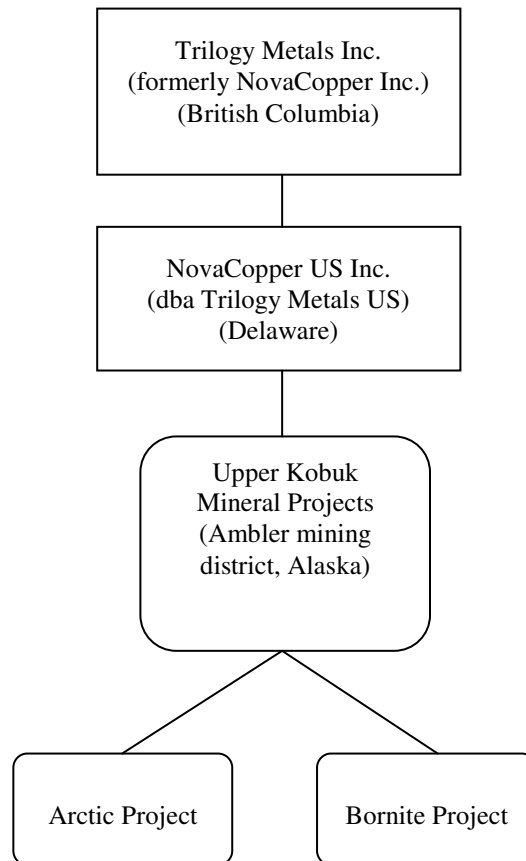 Trilogy Metals Inc.
(formerly NovaCopper Inc.)
(British Columbia)
NovaCopper US Inc.
(dba Trilogy Metals US)
(Delaware)
Upper Kobuk
Mineral Projects
(Ambler mining
district, Alaska)
Arctic Project
Bornite Project